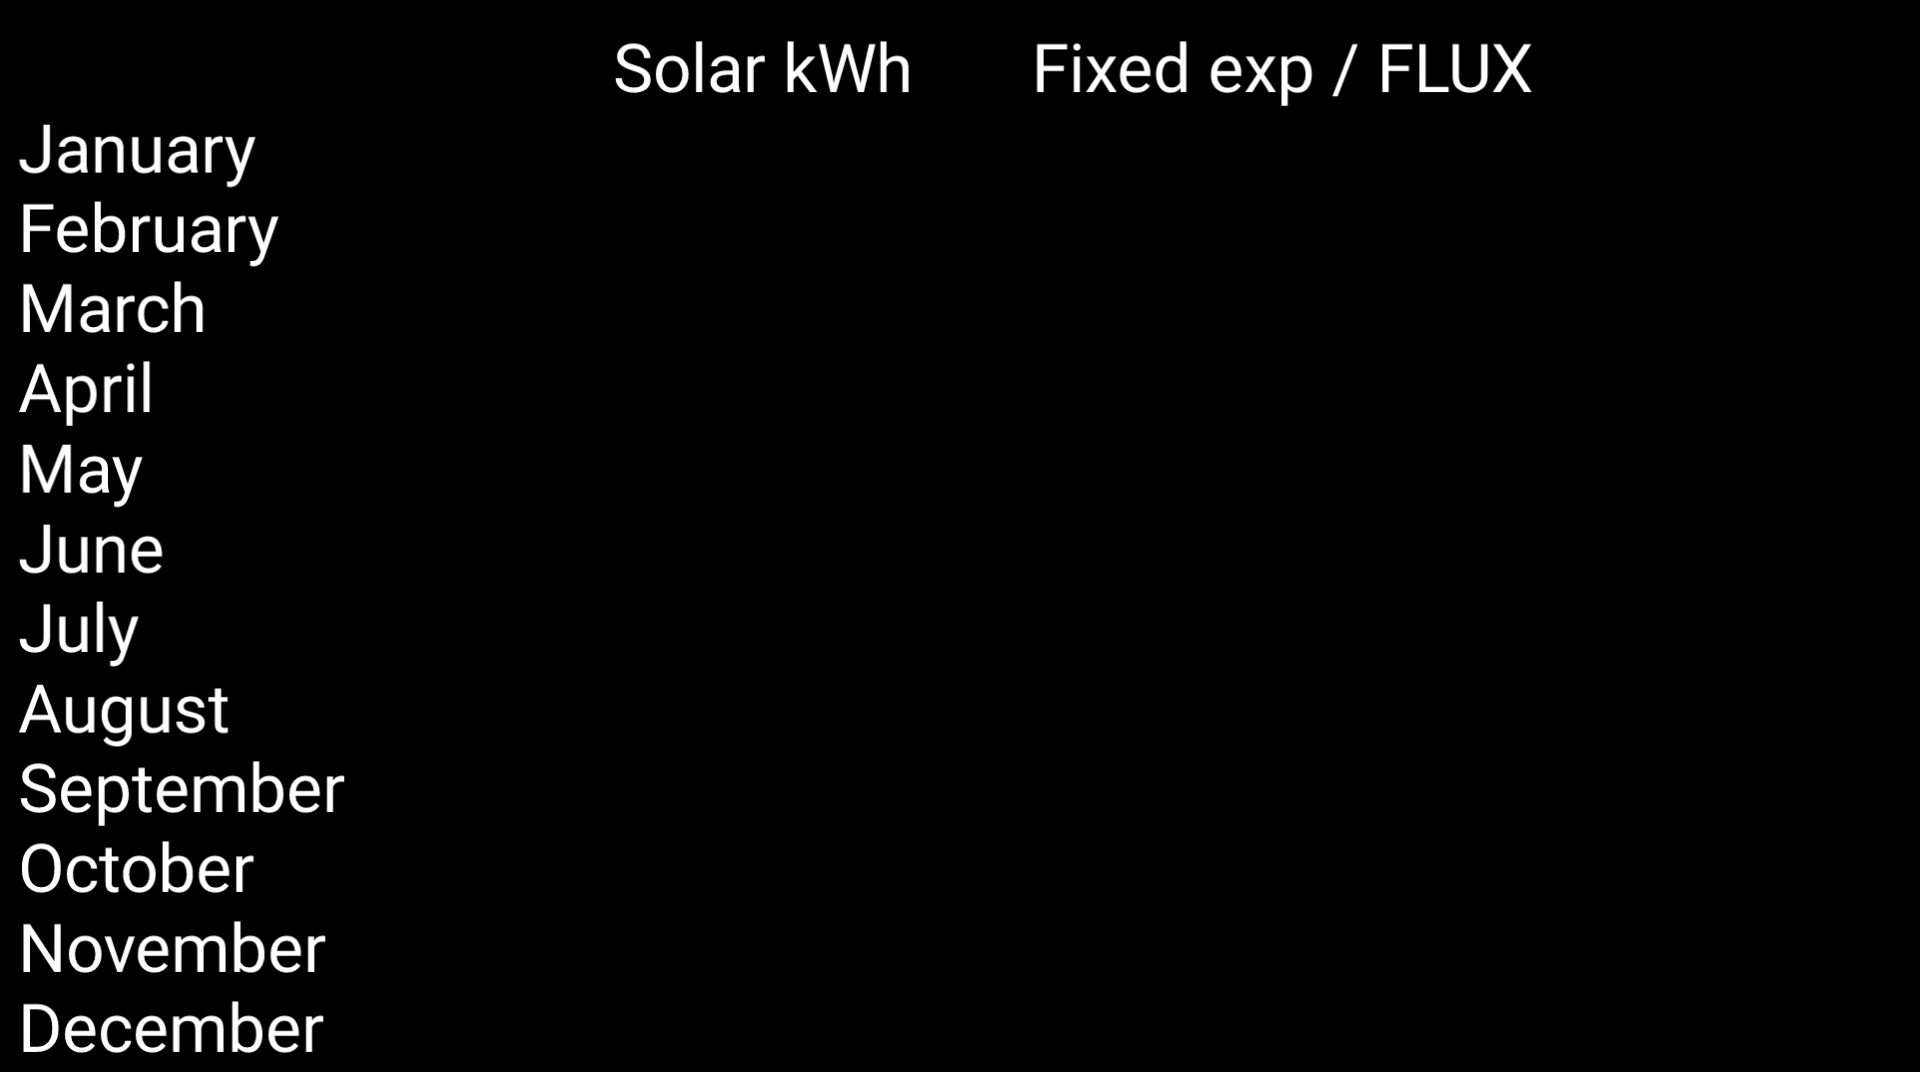 Solar kWh Fixed exp / FLUX
January
February
March
April
May
June
July
August
September
October
November
December